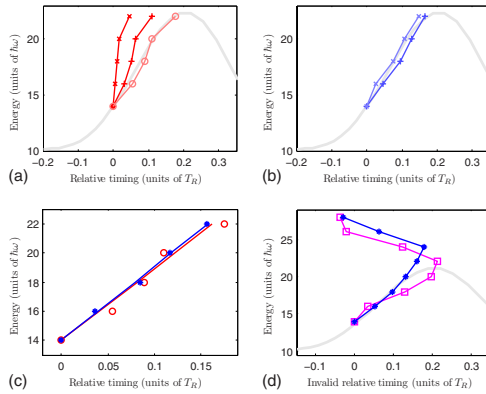 Energy (units of ħω)
20
15
10
−0.2 −0.1 0 0.1 0.2 0.3
(a) Relative timing (units of T_R)
Energy (units of ħω)
20
15
10
−0.2 −0.1 0 0.1 0.2 0.3
(b) Relative timing (units of T_R)
Energy (units of ħω)
22
20
18
16
14
0 0.05 0.1 0.15
(c) Relative timing (units of T_R)
Energy (units of ħω)
25
20
15
10
−0.1 0 0.1 0.2 0.3
(d) Invalid relative timing (units of T_R)